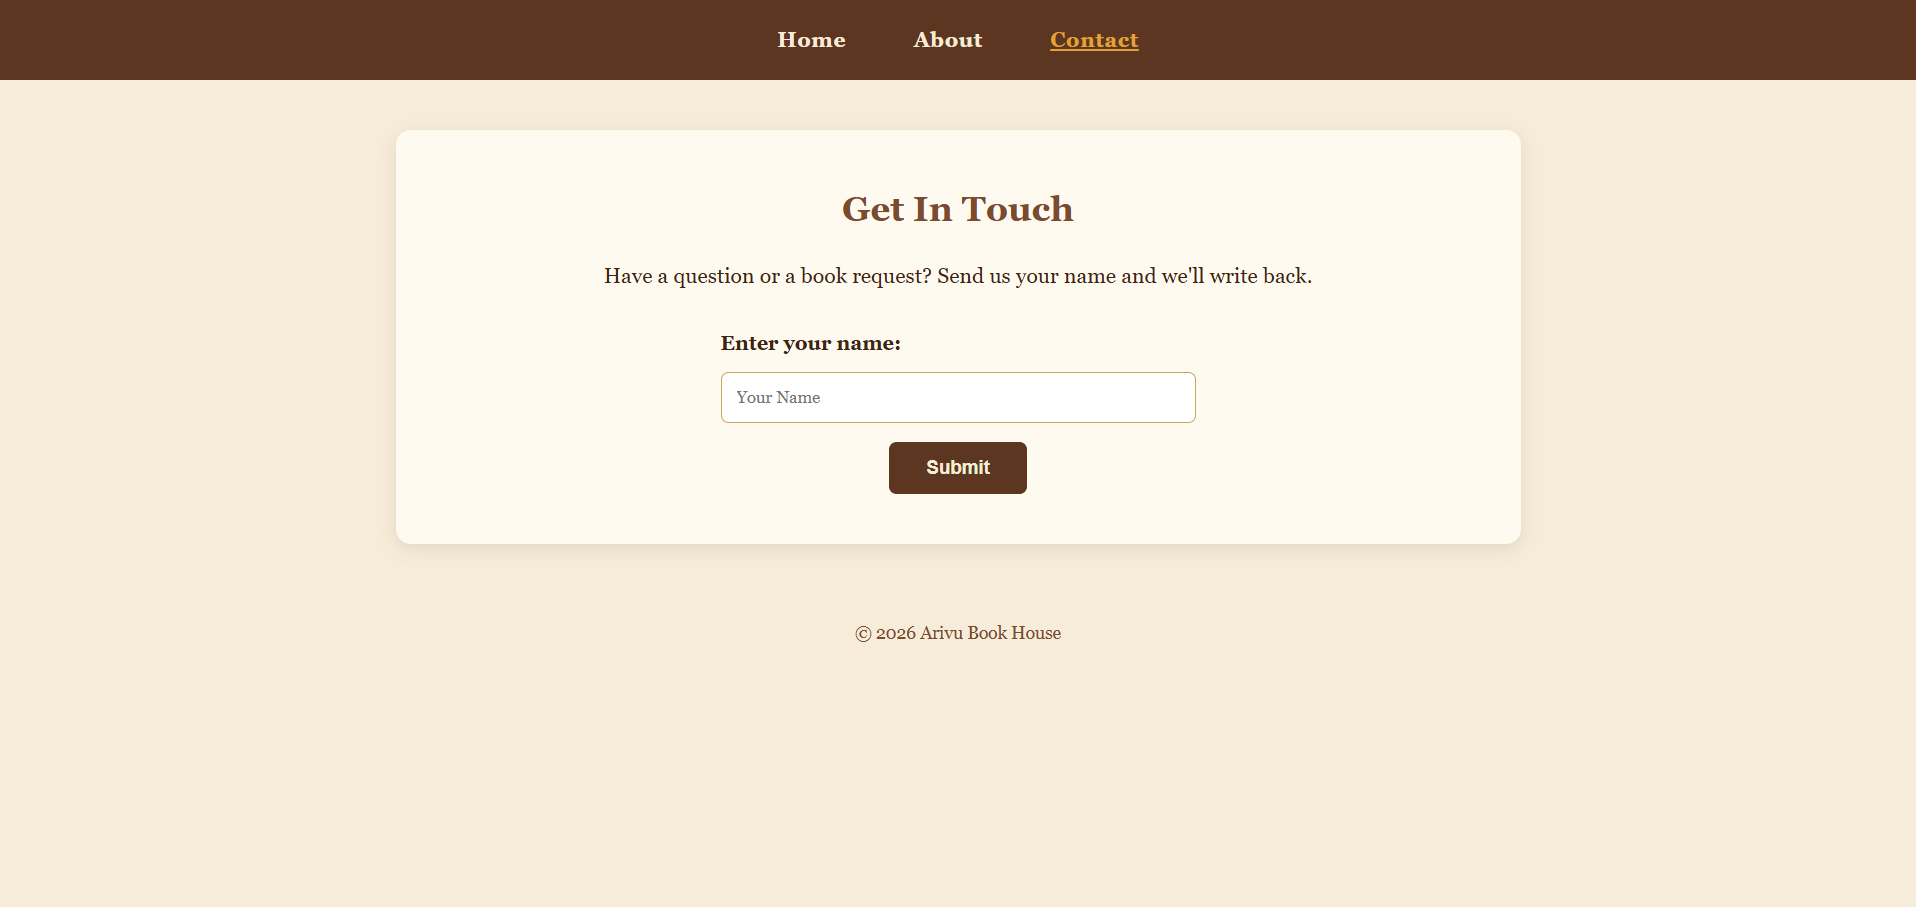 Home About Contact
Get In Touch
Have a question or a book request? Send us your name and we'll write back.
Enter your name:
Your Name
Submit
© 2026 Arivu Book House